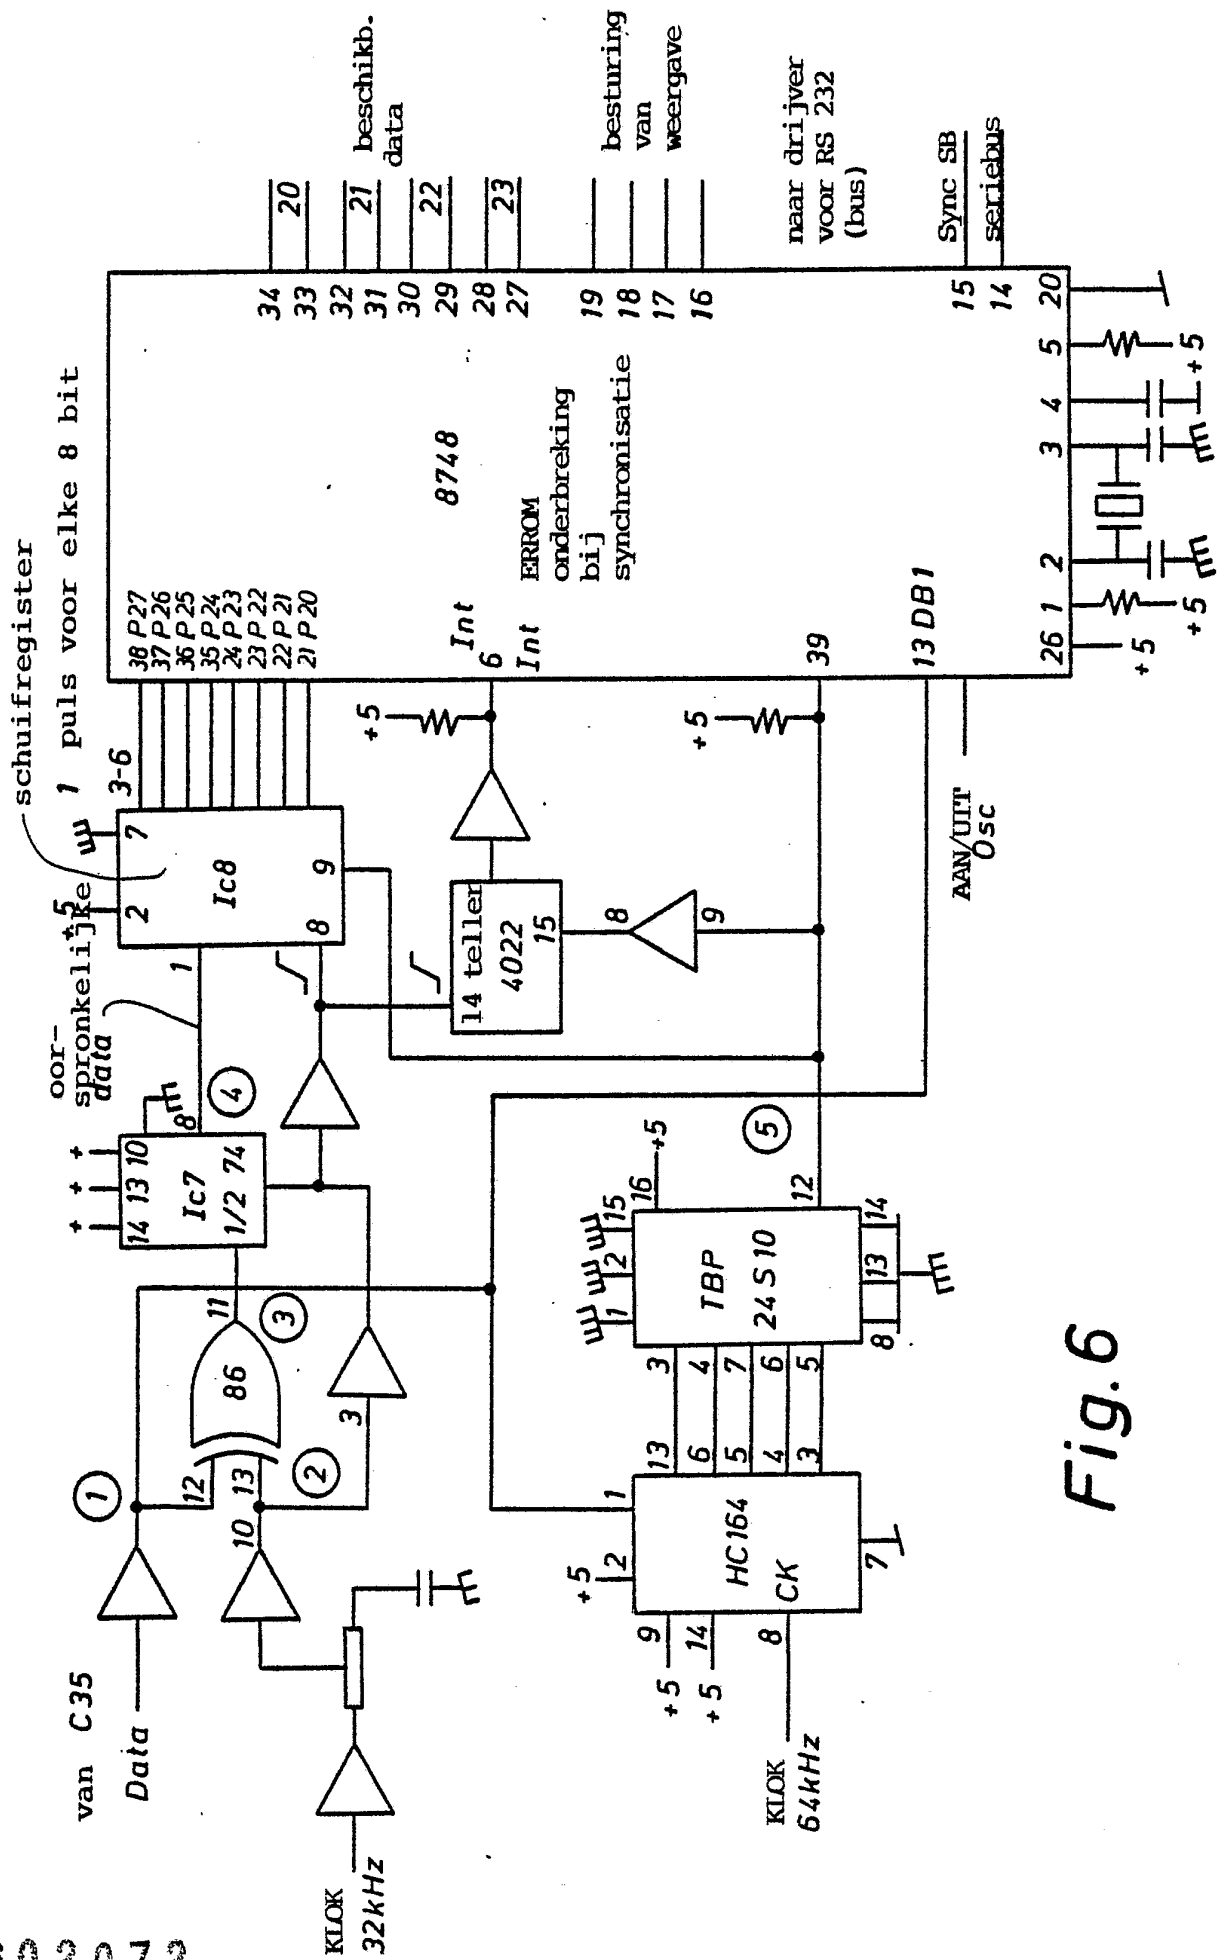 schuifregister
1 puls voor elke 8 bit
oor-
spronkelijke
data
+5
2
7
3-6
Ic8
1
8
9
38 P27
37 P26
36 P25
35 P24
24 P23
23 P22
22 P21
21 P20
34
33
32
31
30
29
28
27
20
21
22
23
beschikb.
data
19
18
17
16
besturing
van
weergave
naar drijver
voor RS 232
(bus)
15
14
Sync SB
seriebus
8748
ERROM
onderbreking
bij
synchronisatie
Int
6
Int
39
13 DB1
26
1
2
3
4
5
20
+5
+5
+5
+5
+5
AAN/UIT
Osc
+
+
+
14
13
10
Ic7
1/2 74
8
4
14 teller
4022
15
8
9
van C35
Data
1
12
13
86
11
3
10
2
3
KLOK
32kHz
+5
9
+5
14
+5
2
1
HC164
CK
8
7
KLOK
64kHz
13
6
5
4
3
3
4
7
6
5
1
2
15
16
+5
TBP
24 S 10
12
5
8
13
14
Fig. 6